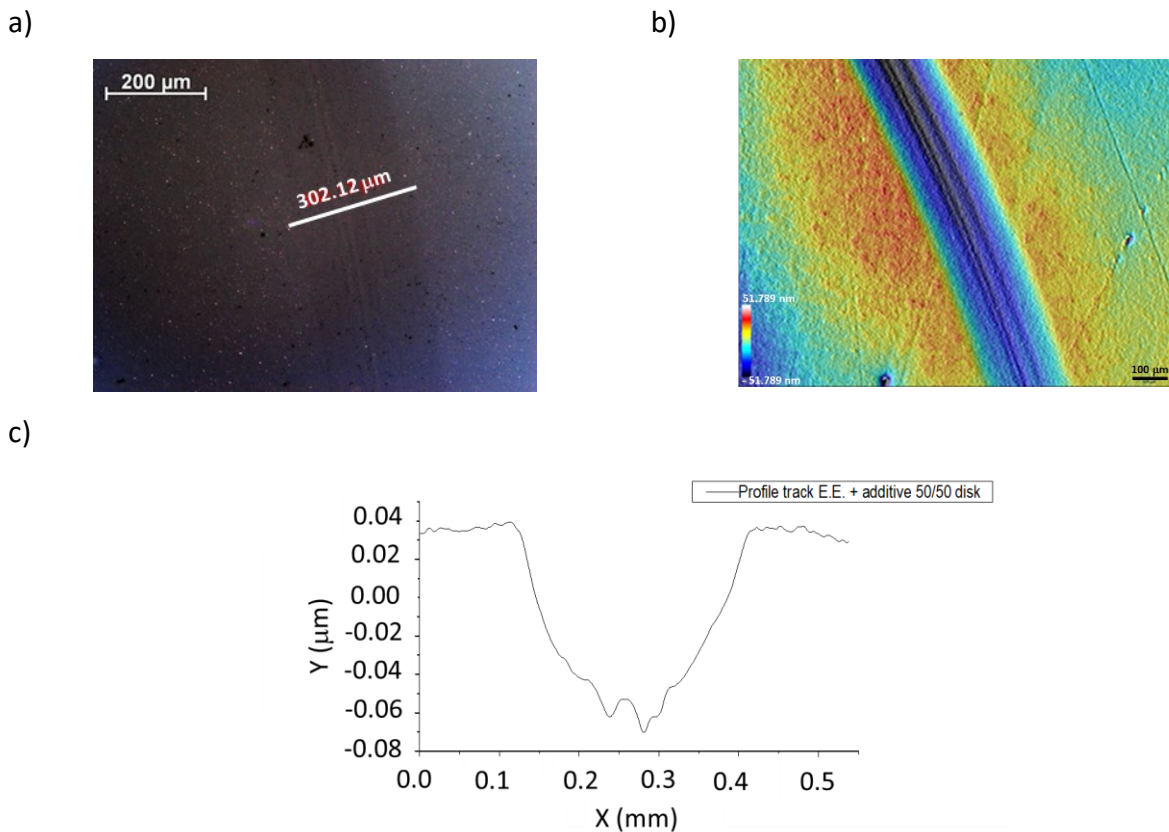 a)
b)
200 µm
302.12 µm
51.789 nm
- 51.789 nm
100 µm
c)
Profile track E.E. + additive 50/50 disk
0.04
0.02
0.00
-0.02
-0.04
-0.06
-0.08
Y (µm)
0.0 0.1 0.2 0.3 0.4 0.5
X (mm)